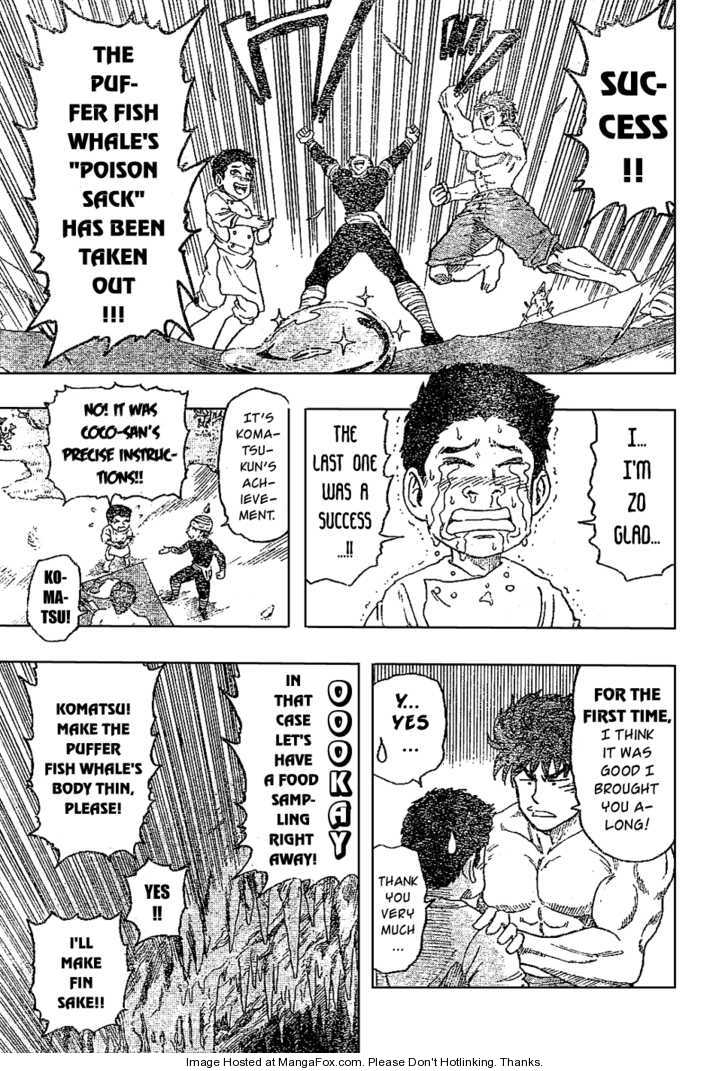 SUC-
CESS
!!
THE
PUF-
FER FISH
WHALE'S
"POISON
SACK"
HAS BEEN
TAKEN
OUT
!!!
I...
I'M
ZO
GLAD...
THE
LAST ONE
WAS A
SUCCESS
...!!
IT'S
KOMA-
TSU-
KUN'S
ACH-
IEVE-
MENT.
NO! IT WAS
COCO-SAN'S
PRECISE INSTRUC-
TIONS!!
KO-
MA-
TSU!
FOR THE
FIRST TIME,
I THINK
IT WAS
GOOD I
BROUGHT
YOU A-
LONG!
Y...
YES
...
THANK
YOU
VERY
MUCH
...
OOOKAY
IN
THAT
CASE
LET'S
HAVE
A FOOD
SAMP-
LING
RIGHT
AWAY!
KOMATSU!
MAKE THE
PUFFER
FISH WHALE'S
BODY THIN,
PLEASE!
YES
!!
I'LL
MAKE
FIN
SAKE!!
Image Hosted at MangaFox.com. Please Don't Hotlinking. Thanks.